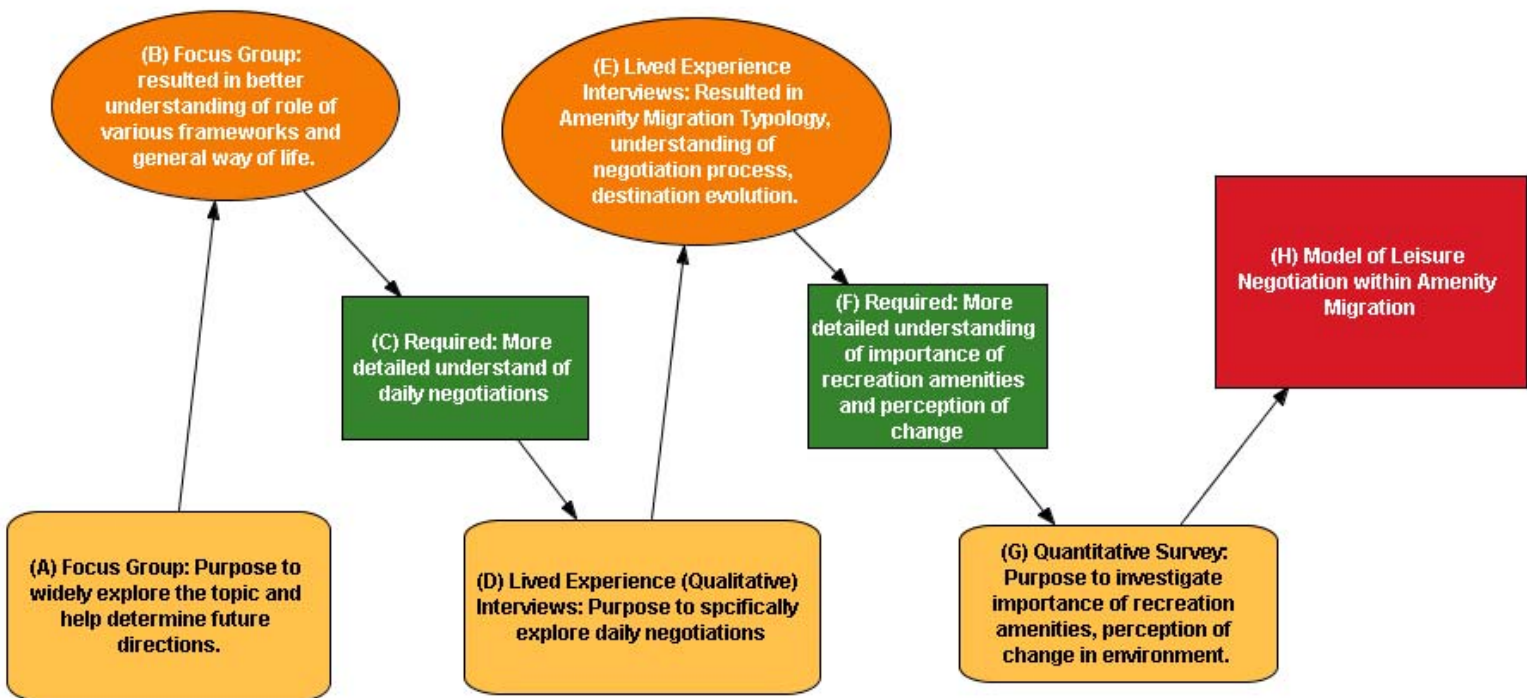 (B) Focus Group:
resulted in better
understanding of role of
various frameworks and
general way of life.
(E) Lived Experience
Interviews: Resulted in
Amenity Migration Typology,
understanding of
negotiation process,
destination evolution.
(H) Model of Leisure
Negotiation within Amenity
Migration
(C) Required: More
detailed understand of
daily negotiations
(F) Required: More
detailed understanding
of importance of
recreation amenities
and perception of
change
(A) Focus Group: Purpose to
widely explore the topic and
help determine future
directions.
(D) Lived Experience (Qualitative)
Interviews: Purpose to spcifically
explore daily negotiations
(G) Quantitative Survey:
Purpose to investigate
importance of recreation
amenities, perception of
change in environment.